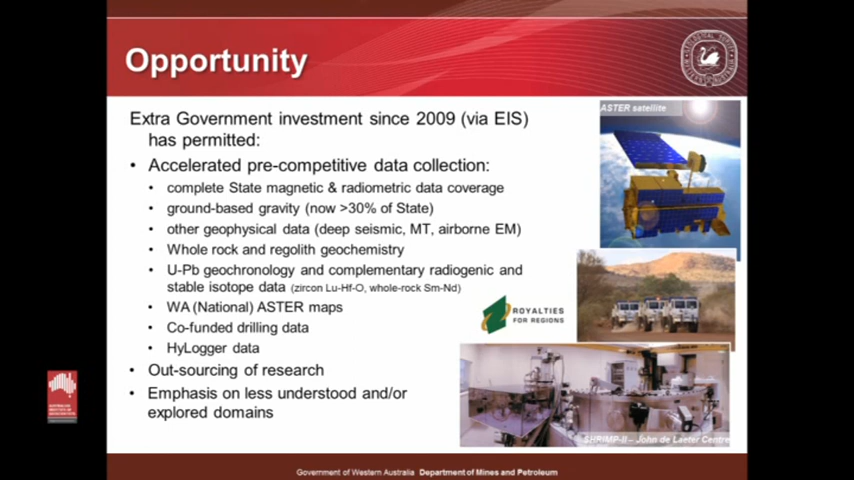 Opportunity
Extra Government investment since 2009 (via EIS)
has permitted:
• Accelerated pre-competitive data collection:
• complete State magnetic & radiometric data coverage
• ground-based gravity (now >30% of State)
• other geophysical data (deep seismic, MT, airborne EM)
• Whole rock and regolith geochemistry
• U-Pb geochronology and complementary radiogenic and
stable isotope data (zircon Lu-Hf-O, whole-rock Sm-Nd)
• WA (National) ASTER maps
• Co-funded drilling data
• HyLogger data
• Out-sourcing of research
• Emphasis on less understood and/or
explored domains
ASTER satellite
ROYALTIES
FOR REGIONS
SHRIMP-II – John de Laeter Centre
Government of Western Australia Department of Mines and Petroleum